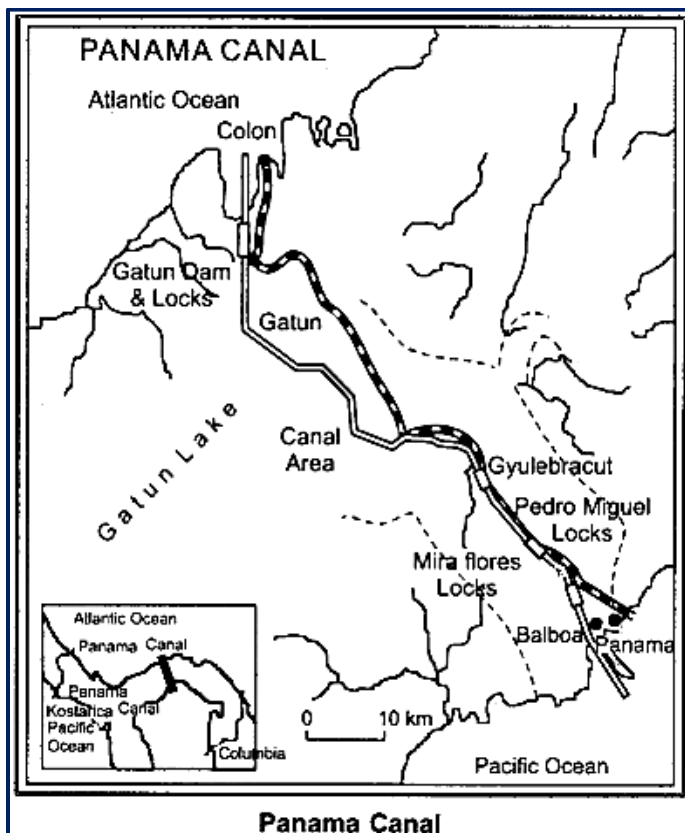 PANAMA CANAL
Atlantic Ocean
Colon
Gatun Dam
& Locks
Gatun
Gatun Lake
Canal
Area
Gyulebracut
Pedro Miguel
Locks
Mira flores
Locks
Balboa
Panama
Atlantic Ocean
Panama Canal
Panama
Canal
Kostarica
Pacific
Ocean
Columbia
0 10 km
Pacific Ocean
Panama Canal